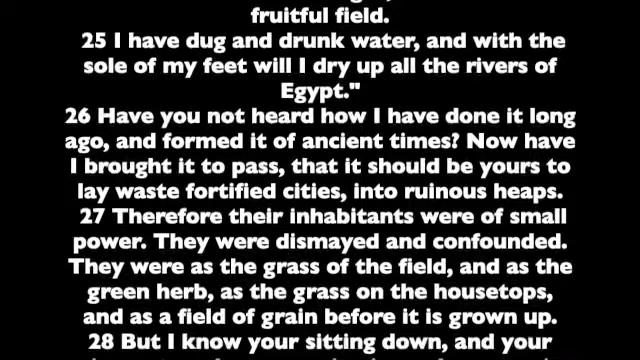 fruitful field.
25 I have dug and drunk water, and with the
sole of my feet will I dry up all the rivers of
Egypt."
26 Have you not heard how I have done it long
ago, and formed it of ancient times? Now have
I brought it to pass, that it should be yours to
lay waste fortified cities, into ruinous heaps.
27 Therefore their inhabitants were of small
power. They were dismayed and confounded.
They were as the grass of the field, and as the
green herb, as the grass on the housetops,
and as a field of grain before it is grown up.
28 But I know your sitting down, and your